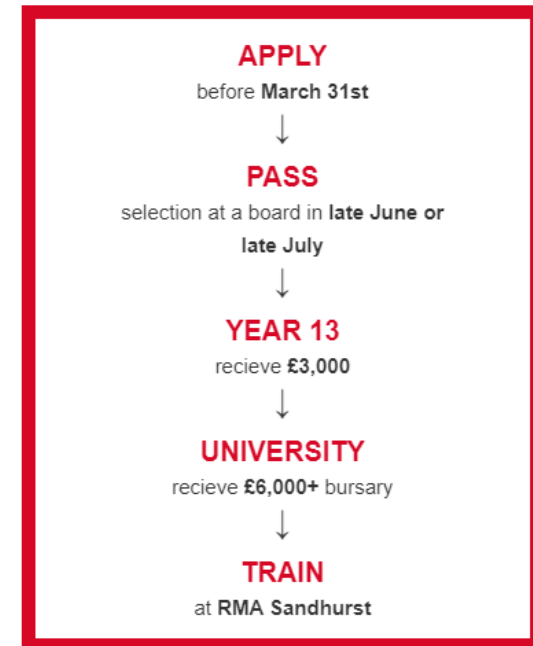 APPLY
before March 31st
↓
PASS
selection at a board in late June or
late July
↓
YEAR 13
recieve £3,000
↓
UNIVERSITY
recieve £6,000+ bursary
↓
TRAIN
at RMA Sandhurst